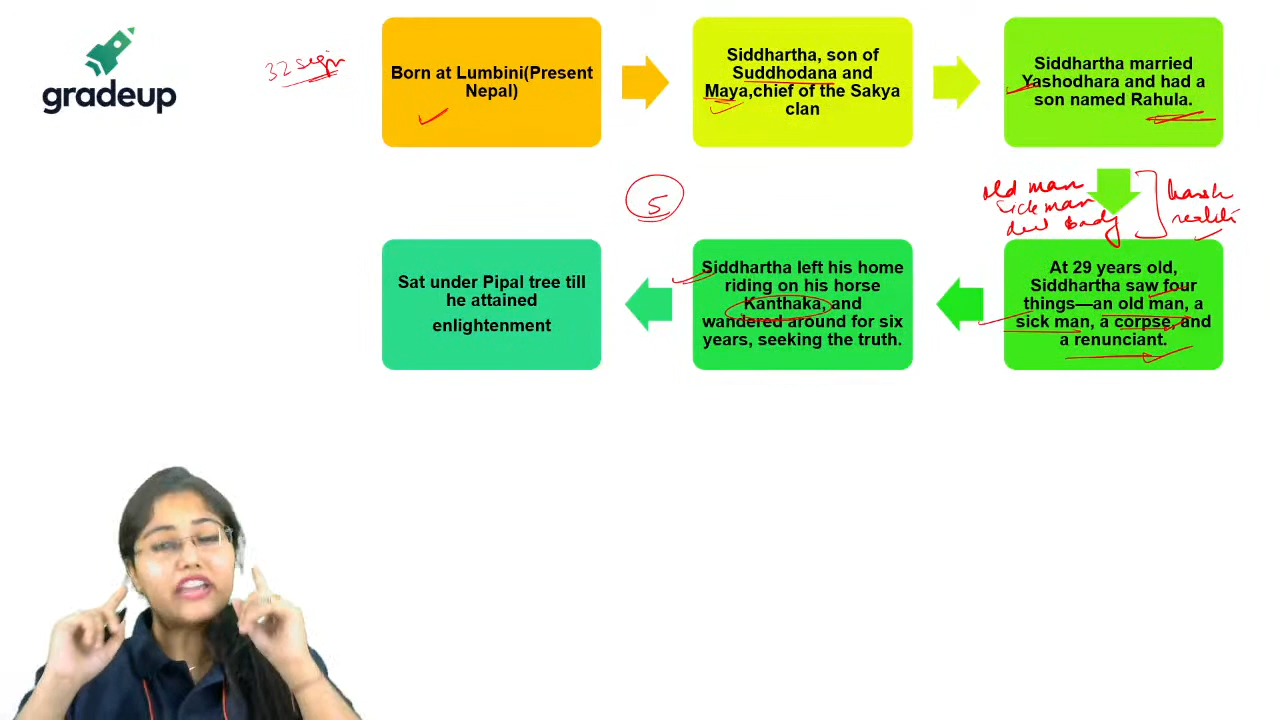 gradeup
32 sign
Born at Lumbini(Present
Nepal)
Siddhartha, son of
Suddhodana and
Maya,chief of the Sakya
clan
Siddhartha married
Yashodhara and had a
son named Rahula.
old man
sick man
body
harsh
At 29 years old,
Siddhartha saw four
things—an old man, a
sick man, a corpse, and
a renunciant.
5
Siddhartha left his home
riding on his horse
Kanthaka, and
wandered around for six
years, seeking the truth.
Sat under Pipal tree till
he attained
enlightenment